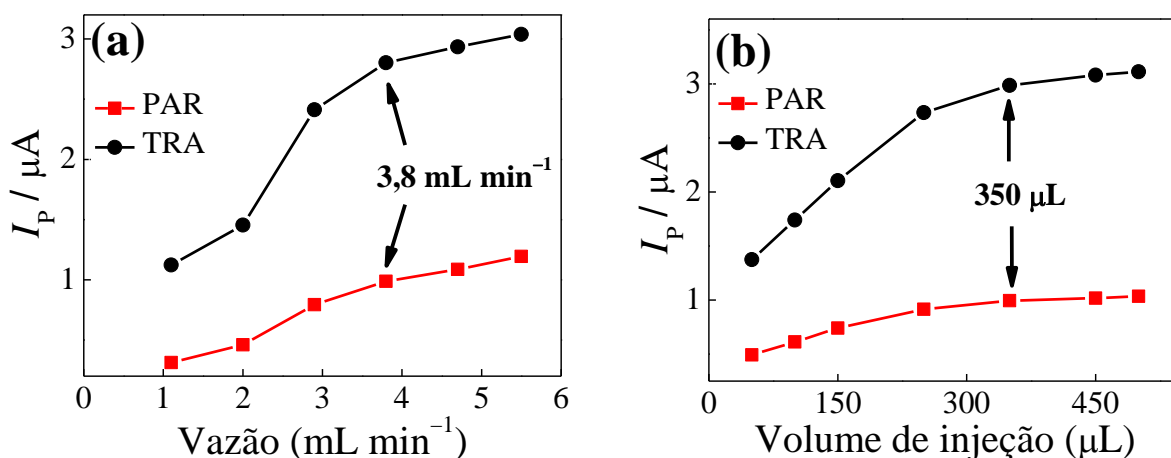 (a)
PAR
TRA
3,8 mL min⁻¹
I_P / μA
3
2
1
0 1 2 3 4 5 6
Vazão (mL min⁻¹)
(b)
PAR
TRA
350 μL
I_P / μA
3
2
1
0 150 300 450
Volume de injeção (μL)